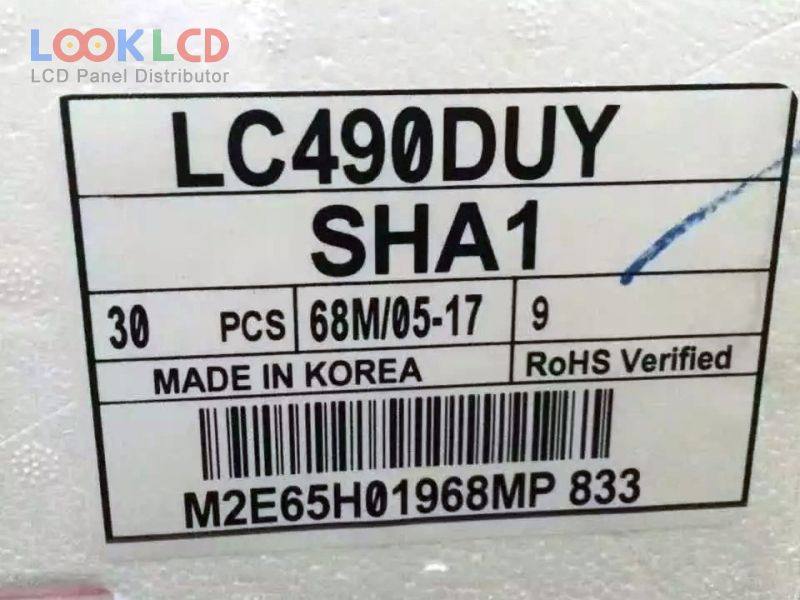 LOOKLCD
LCD Panel Distributor
LC490DUY
SHA1
30 PCS 68M/05-17 9
MADE IN KOREA RoHS Verified
M2E65H01968MP 833